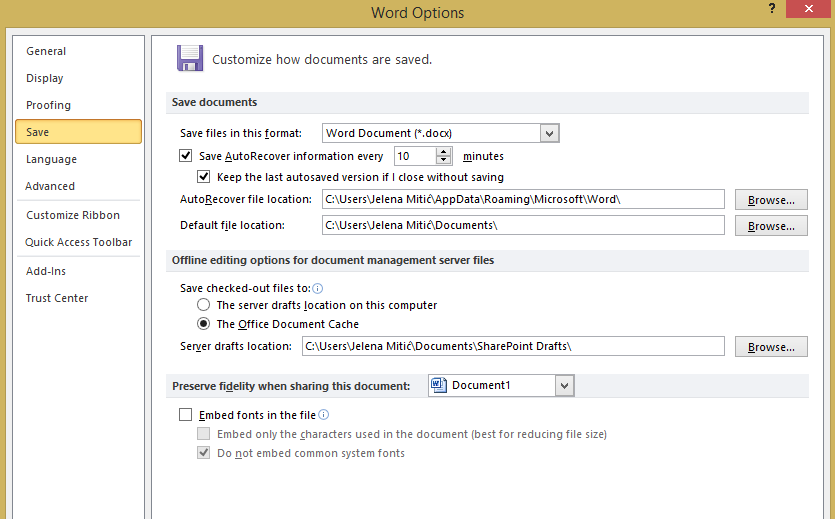 Word Options
?
General
Display
Proofing
Save
Language
Advanced
Customize Ribbon
Quick Access Toolbar
Add-Ins
Trust Center
Customize how documents are saved.
Save documents
Save files in this format: Word Document (*.docx)
Save AutoRecover information every 10 minutes
Keep the last autosaved version if I close without saving
AutoRecover file location: C:\Users\Jelena Mitić\AppData\Roaming\Microsoft\Word\ Browse...
Default file location: C:\Users\Jelena Mitić\Documents\ Browse...
Offline editing options for document management server files
Save checked-out files to:
The server drafts location on this computer
The Office Document Cache
Server drafts location: C:\Users\Jelena Mitić\Documents\SharePoint Drafts\ Browse...
Preserve fidelity when sharing this document: Document1
Embed fonts in the file
Embed only the characters used in the document (best for reducing file size)
Do not embed common system fonts